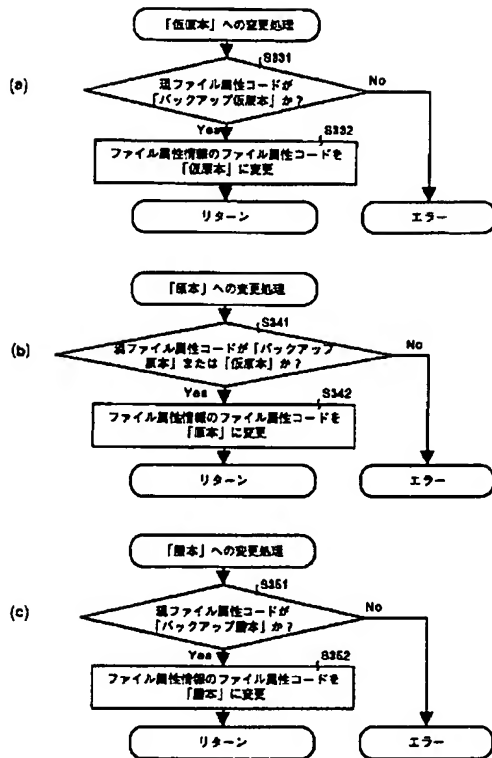 「仮原本」への変更処理
S331
(a)
現ファイル属性コードが
「バックアップ仮原本」か？
No
Yes
S332
ファイル属性情報のファイル属性コードを
「仮原本」に変更
リターン
エラー
「原本」への変更処理
S341
(b)
現ファイル属性コードが「バックアップ
原本」または「仮原本」か？
No
Yes
S342
ファイル属性情報のファイル属性コードを
「原本」に変更
リターン
エラー
「謄本」への変更処理
S351
(c)
現ファイル属性コードが
「バックアップ謄本」か？
No
Yes
S352
ファイル属性情報のファイル属性コードを
「謄本」に変更
リターン
エラー